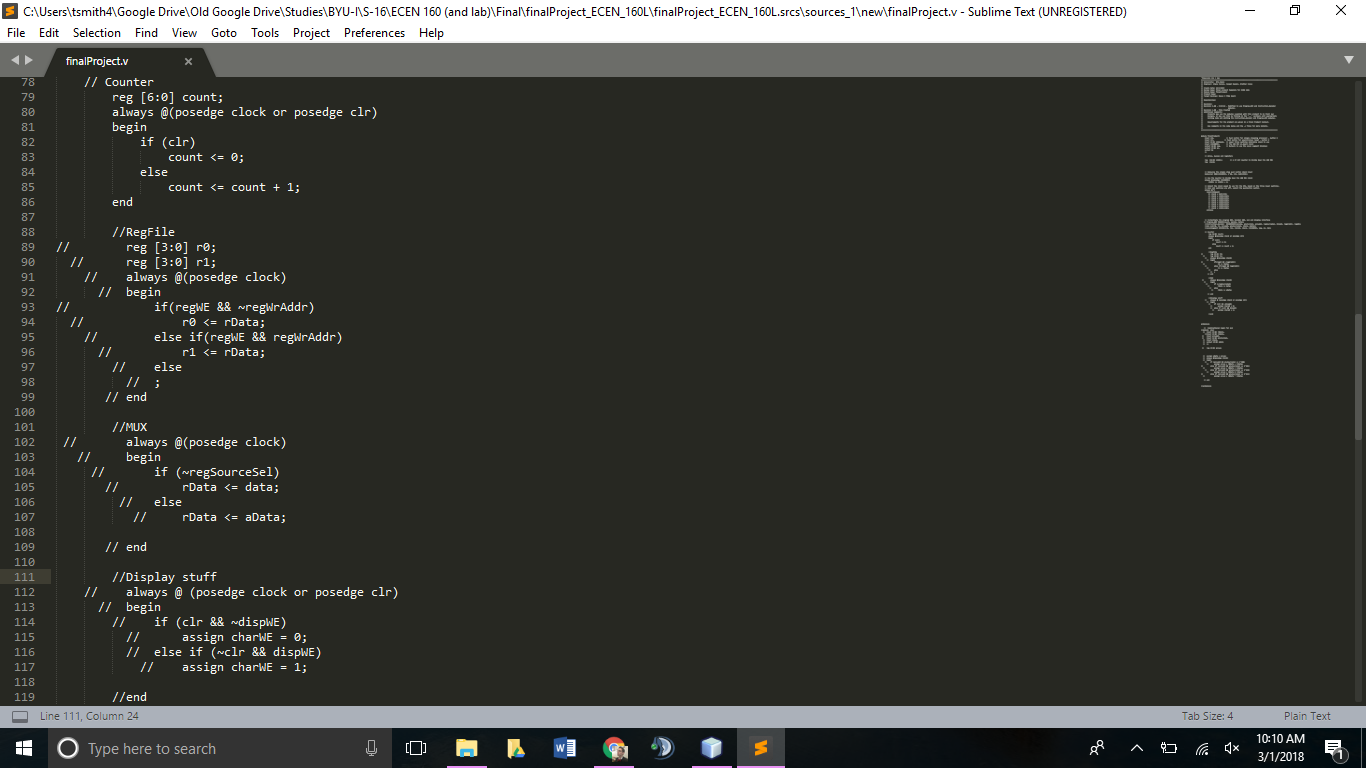 C:\Users\tsmith4\Google Drive\Old Google Drive\Studies\BYU-I\S-16\ECEN 160 (and lab)\Final\finalProject_ECEN_160L\finalProject_ECEN_160L.srcs\sources_1\new\finalProject.v - Sublime Text (UNREGISTERED)
File Edit Selection Find View Goto Tools Project Preferences Help
finalProject.v
78 // Counter
79 reg [6:0] count;
80 always @(posedge clock or posedge clr)
81 begin
82 if (clr)
83 count <= 0;
84 else
85 count <= count + 1;
86 end
87
88 //RegFile
89 // reg [3:0] r0;
90 // reg [3:0] r1;
91 // always @(posedge clock)
92 // begin
93 // if(regWE && ~regWrAddr)
94 // r0 <= rData;
95 // else if(regWE && regWrAddr)
96 // r1 <= rData;
97 // else
98 // ;
99 // end
100
101 //MUX
102 // always @(posedge clock)
103 // begin
104 // if (~regSourceSel)
105 // rData <= data;
106 // else
107 // rData <= aData;
108
109 // end
110
111 //Display stuff
112 // always @ (posedge clock or posedge clr)
113 // begin
114 // if (clr && ~dispWE)
115 // assign charWE = 0;
116 // else if (~clr && dispWE)
117 // assign charWE = 1;
118
119 //end
Line 111, Column 24 Tab Size: 4 Plain Text
Type here to search
10:10 AM
3/1/2018
1